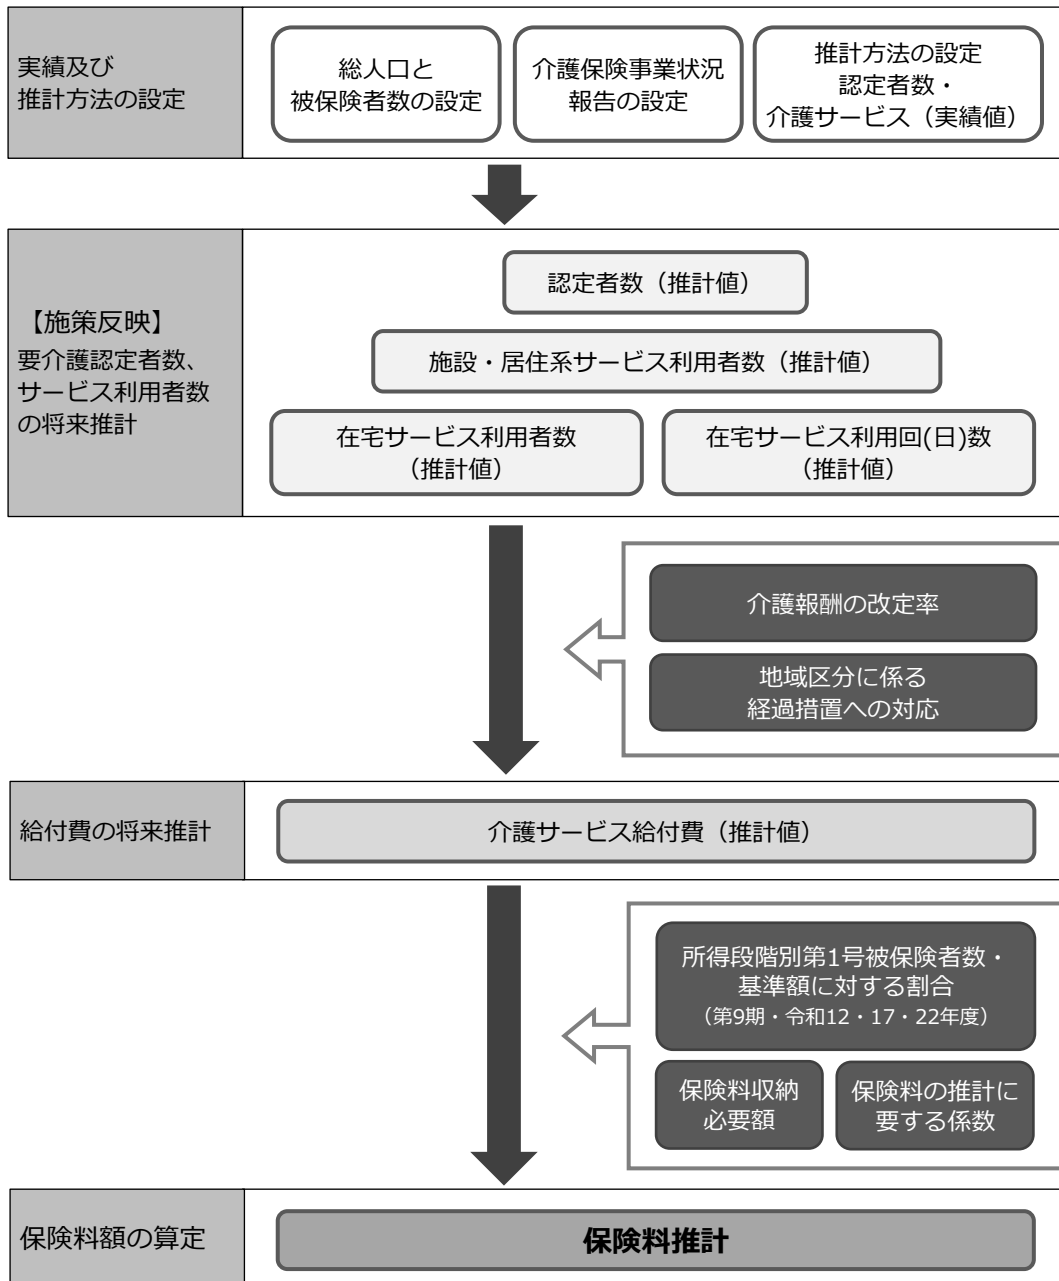 実績及び
推計方法の設定
総人口と
被保険者数の設定
介護保険事業状況
報告の設定
推計方法の設定
認定者数・
介護サービス（実績値）
【施策反映】
要介護認定者数、
サービス利用者数
の将来推計
認定者数（推計値）
施設・居住系サービス利用者数（推計値）
在宅サービス利用者数
（推計値）
在宅サービス利用回(日)数
（推計値）
介護報酬の改定率
地域区分に係る
経過措置への対応
給付費の将来推計
介護サービス給付費（推計値）
所得段階別第1号被保険者数・
基準額に対する割合
（第9期・令和12・17・22年度）
保険料収納
必要額
保険料の推計に
要する係数
保険料額の算定
保険料推計